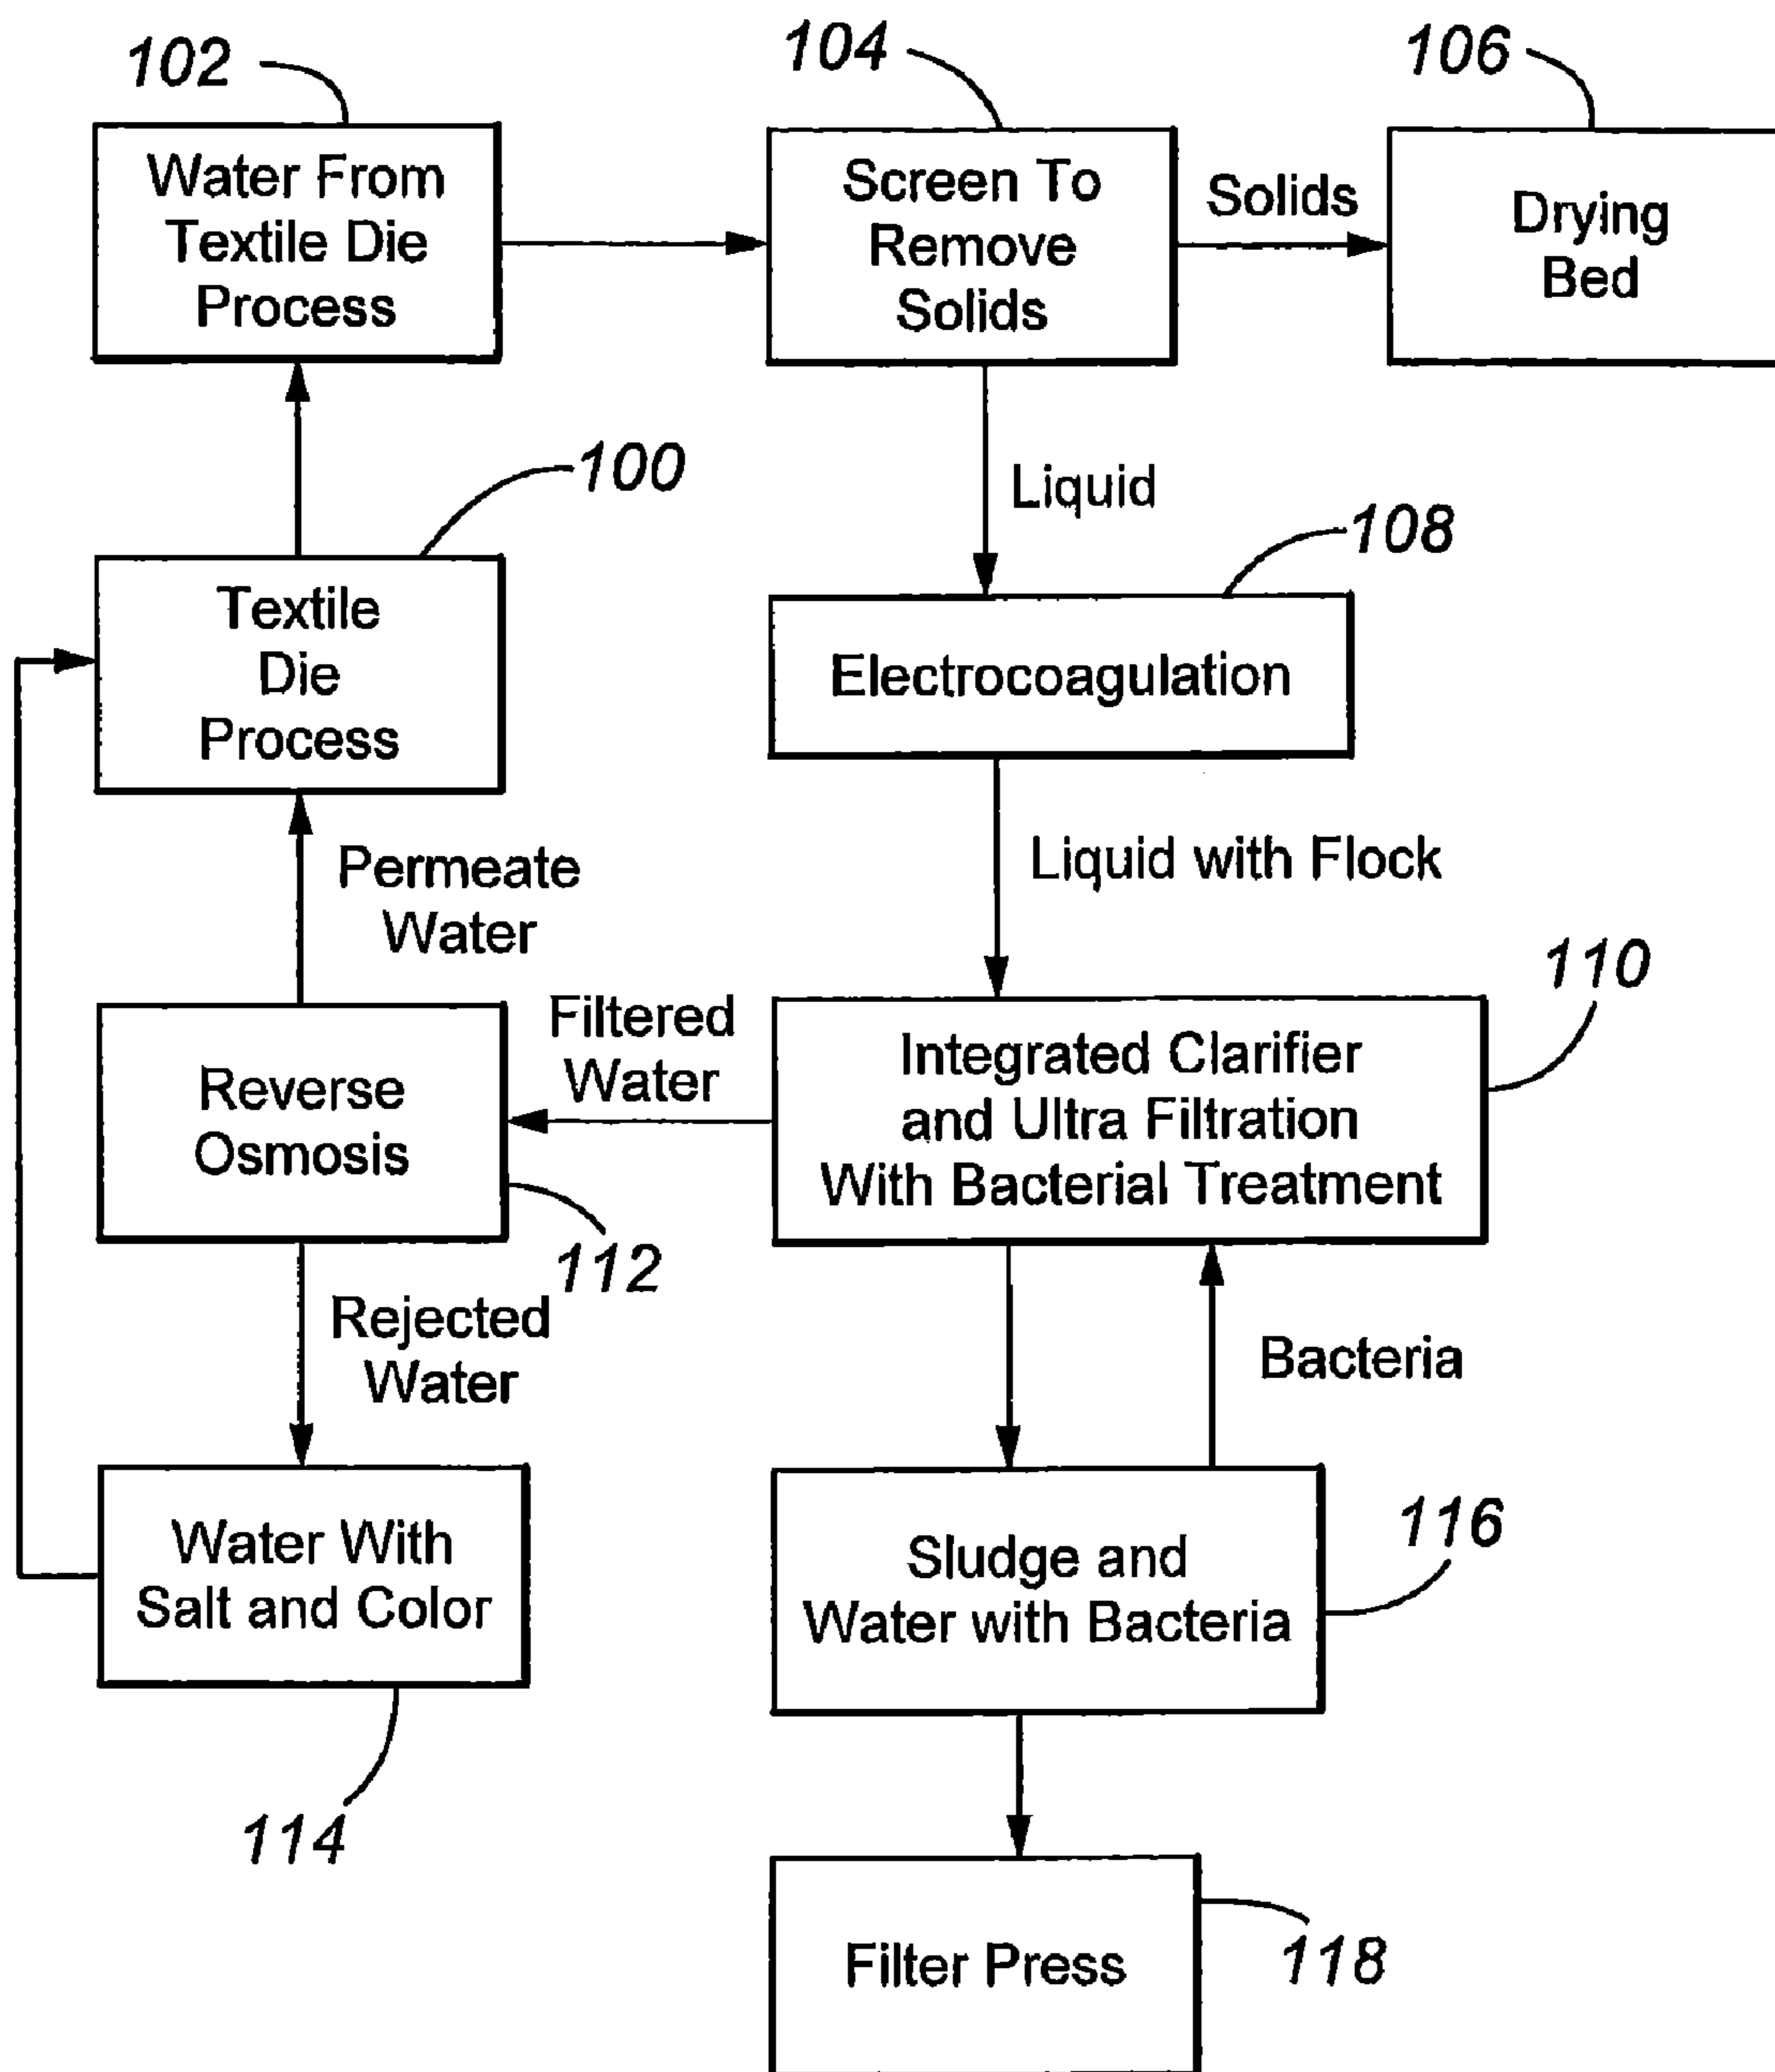 102
104
106
Water From
Textile Die
Process
Screen To
Remove
Solids
Solids
Drying
Bed
100
Liquid
108
Textile
Die
Process
Electrocoagulation
Permeate
Water
Liquid with Flock
110
Filtered
Water
Reverse
Osmosis
Integrated Clarifier
and Ultra Filtration
With Bacterial Treatment
112
Rejected
Water
Bacteria
116
Water With
Salt and Color
Sludge and
Water with Bacteria
114
Filter Press
118